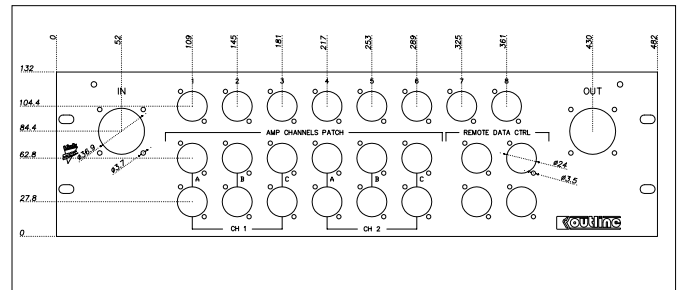 0 52 109 145 181 217 253 289 325 361 430 482
132
IN 1 2 3 4 5 6 7 8 OUT
104.4
84.4
AMP CHANNELS PATCH REMOTE DATA CTRL
62.8
ø36.9
ø3.7
ø24
ø3.5
A B C A B C
27.8
CH 1 CH 2
outline
0